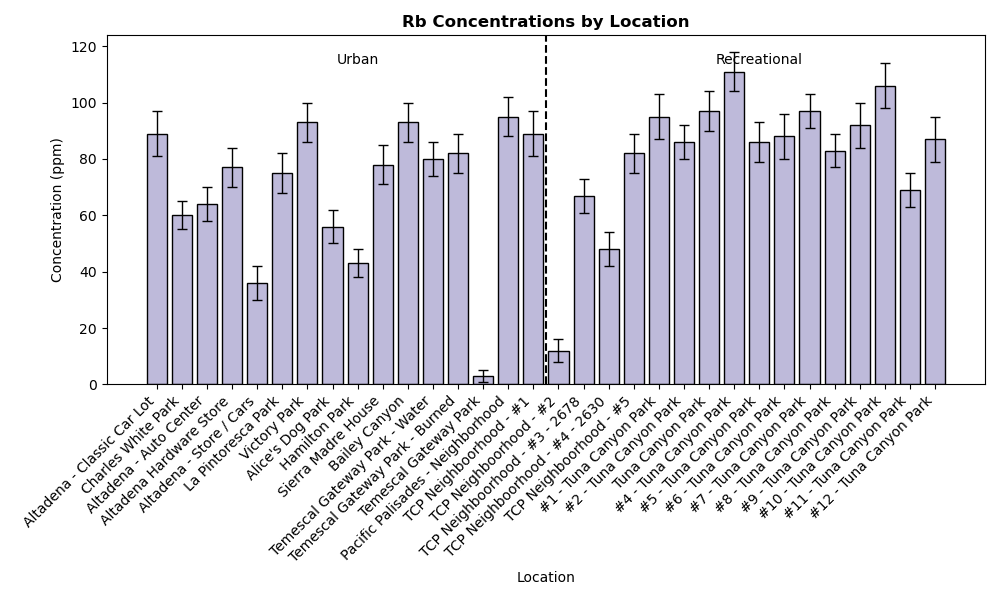 Rb Concentrations by Location
Urban
Recreational
Concentration (ppm)
120
100
80
60
40
20
0
Altadena - Classic Car Lot
Charles White Park
Altadena - Auto Center
Altadena Hardware Store
Altadena - Store / Cars
La Pintoresca Park
Victory Park
Alice's Dog Park
Hamilton Park
Sierra Madre House
Bailey Canyon
Temescal Gateway Park - Water
Temescal Gateway Park - Burned
Temescal Gateway Park
Pacific Palisades - Neighborhood
TCP Neighbourhood - #1
TCP Neighbourhood - #2
TCP Neighbourhood - #3 - 2678
TCP Neighbourhood - #4 - 2630
TCP Neighbourhood - #5
#1 - Tuna Canyon Park
#2 - Tuna Canyon Park
#3 - Tuna Canyon Park
#4 - Tuna Canyon Park
#5 - Tuna Canyon Park
#6 - Tuna Canyon Park
#7 - Tuna Canyon Park
#8 - Tuna Canyon Park
#9 - Tuna Canyon Park
#10 - Tuna Canyon Park
#11 - Tuna Canyon Park
#12 - Tuna Canyon Park
Location